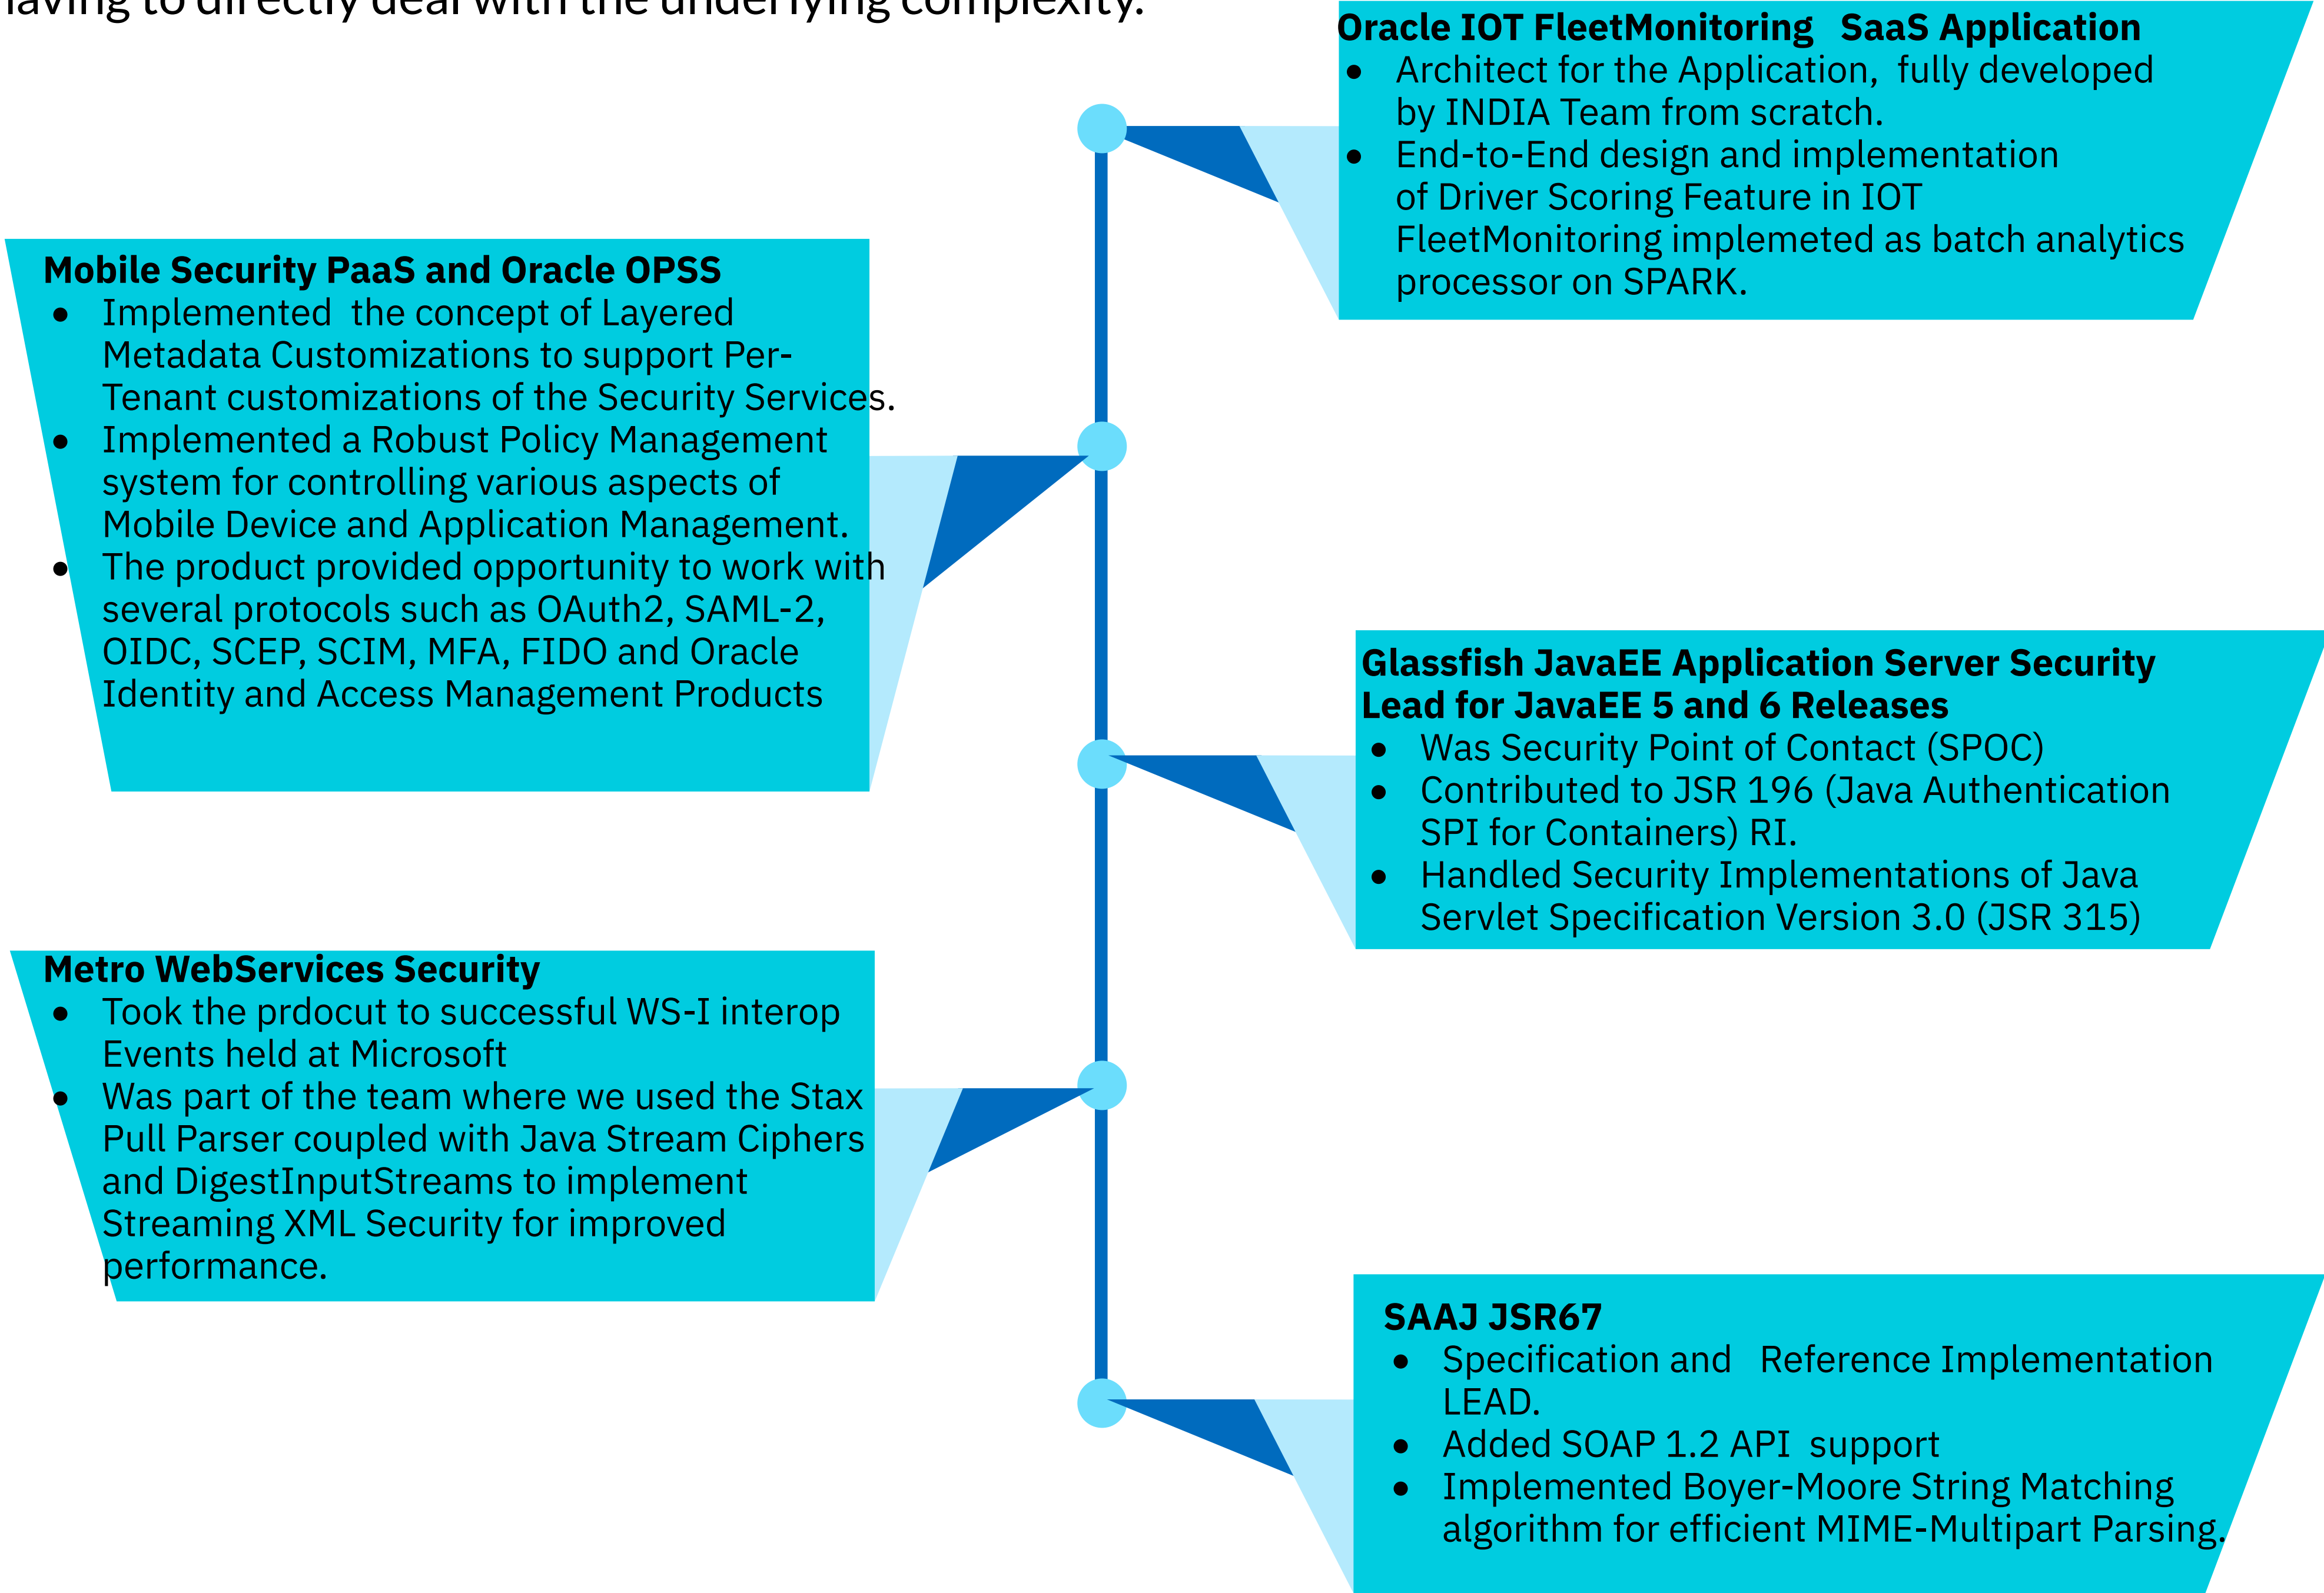 having to directly deal with the underlying complexity.
Oracle IOT FleetMonitoring   SaaS Application
● Architect for the Application,  fully developed
by INDIA Team from scratch.
● End-to-End design and implementation
of Driver Scoring Feature in IOT
FleetMonitoring implemeted as batch analytics
processor on SPARK.
Mobile Security PaaS and Oracle OPSS
● Implemented  the concept of Layered
Metadata Customizations to support Per-
Tenant customizations of the Security Services.
● Implemented a Robust Policy Management
system for controlling various aspects of
Mobile Device and Application Management.
● The product provided opportunity to work with
several protocols such as OAuth2, SAML-2,
OIDC, SCEP, SCIM, MFA, FIDO and Oracle
Identity and Access Management Products
Glassfish JavaEE Application Server Security
Lead for JavaEE 5 and 6 Releases
● Was Security Point of Contact (SPOC)
● Contributed to JSR 196 (Java Authentication
SPI for Containers) RI.
● Handled Security Implementations of Java
Servlet Specification Version 3.0 (JSR 315)
Metro WebServices Security
● Took the prdocut to successful WS-I interop
Events held at Microsoft
● Was part of the team where we used the Stax
Pull Parser coupled with Java Stream Ciphers
and DigestInputStreams to implement
Streaming XML Security for improved
performance.
SAAJ JSR67
● Specification and   Reference Implementation
LEAD.
● Added SOAP 1.2 API  support
● Implemented Boyer-Moore String Matching
algorithm for efficient MIME-Multipart Parsing.